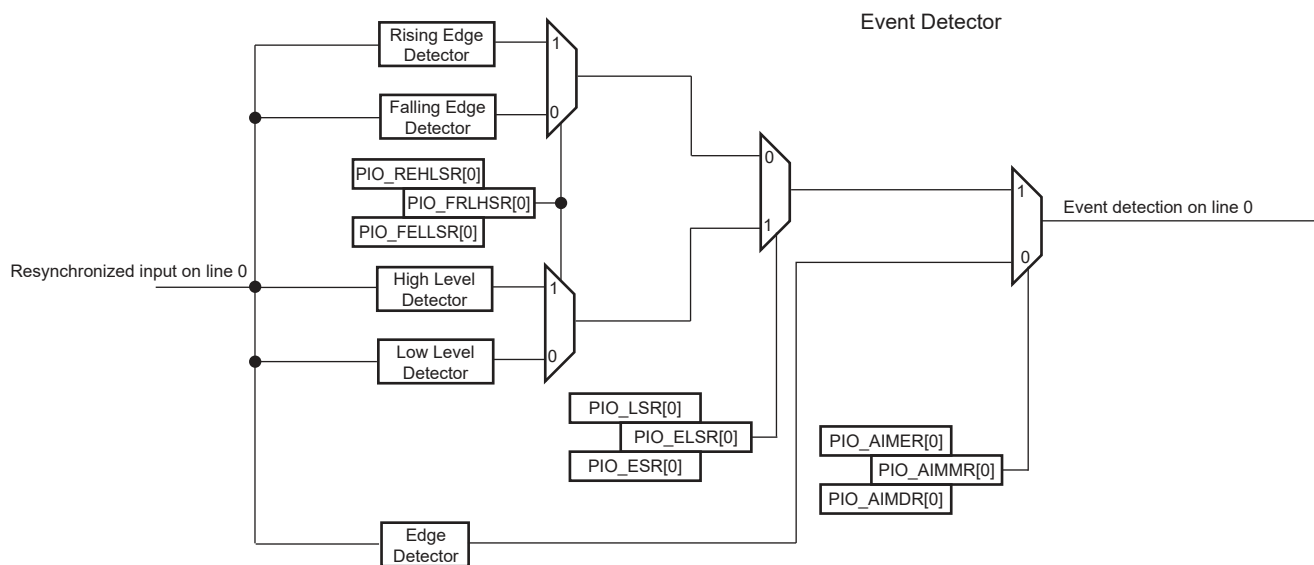 Event Detector
Rising Edge
Detector
1
Falling Edge
Detector
0
0
PIO_REHLSR[0]
PIO_FRLHSR[0]
PIO_FELLSR[0]
1
1
Event detection on line 0
0
Resynchronized input on line 0
High Level
Detector
1
Low Level
Detector
0
PIO_LSR[0]
PIO_ELSR[0]
PIO_ESR[0]
PIO_AIMER[0]
PIO_AIMMR[0]
PIO_AIMDR[0]
Edge
Detector